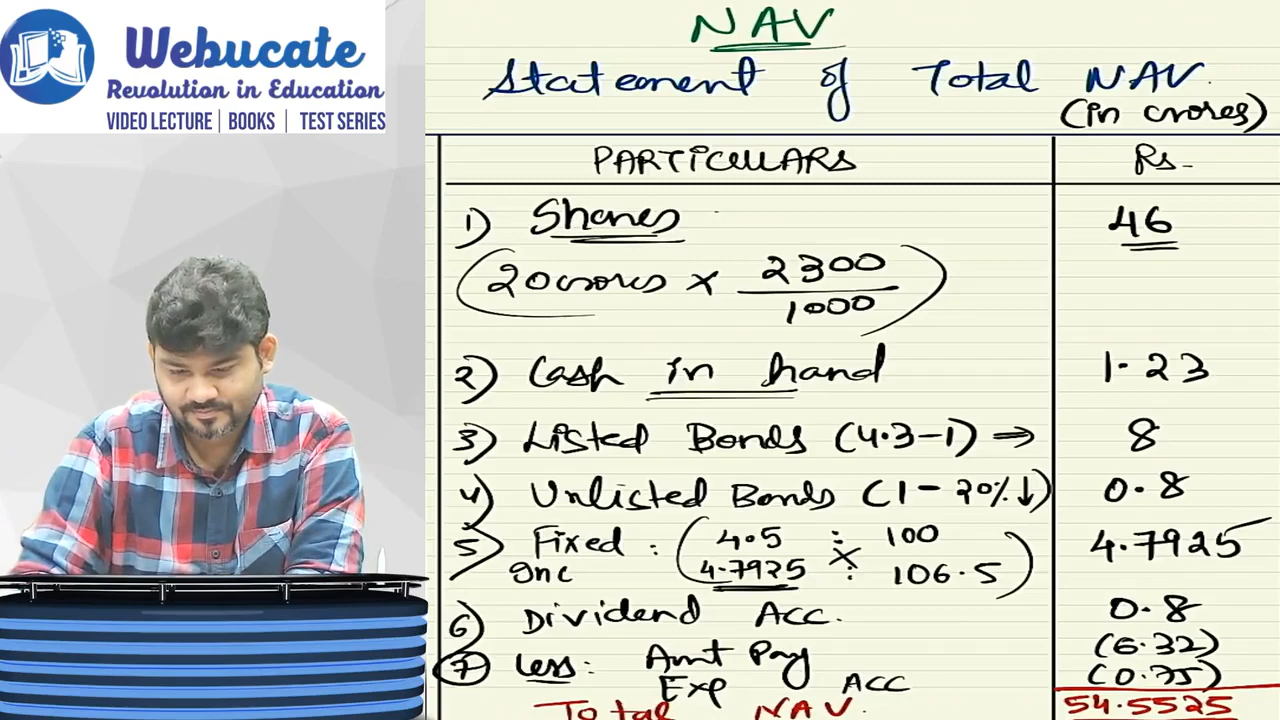 Webucate
Revolution in Education
VIDEO LECTURE | BOOKS | TEST SERIES
NAV
Statement of Total NAV
(in crores)
PARTICULARS Rs.
1) Shares 46
(20 crores × 2300 / 1000)
2) Cash in hand 1.23
3) Listed Bonds (4.3-1) ⇒ 8
4) Unlisted Bonds (1 - 20%↓) 0.8
5) Fixed : (4.05 : 100 4.7925
Inc 4.7925 × : 106.5)
6) Dividend Acc. 0.8
7) Less: Amt Pay (6.32)
Exp Acc (0.75)
Total NAV. 54.5525